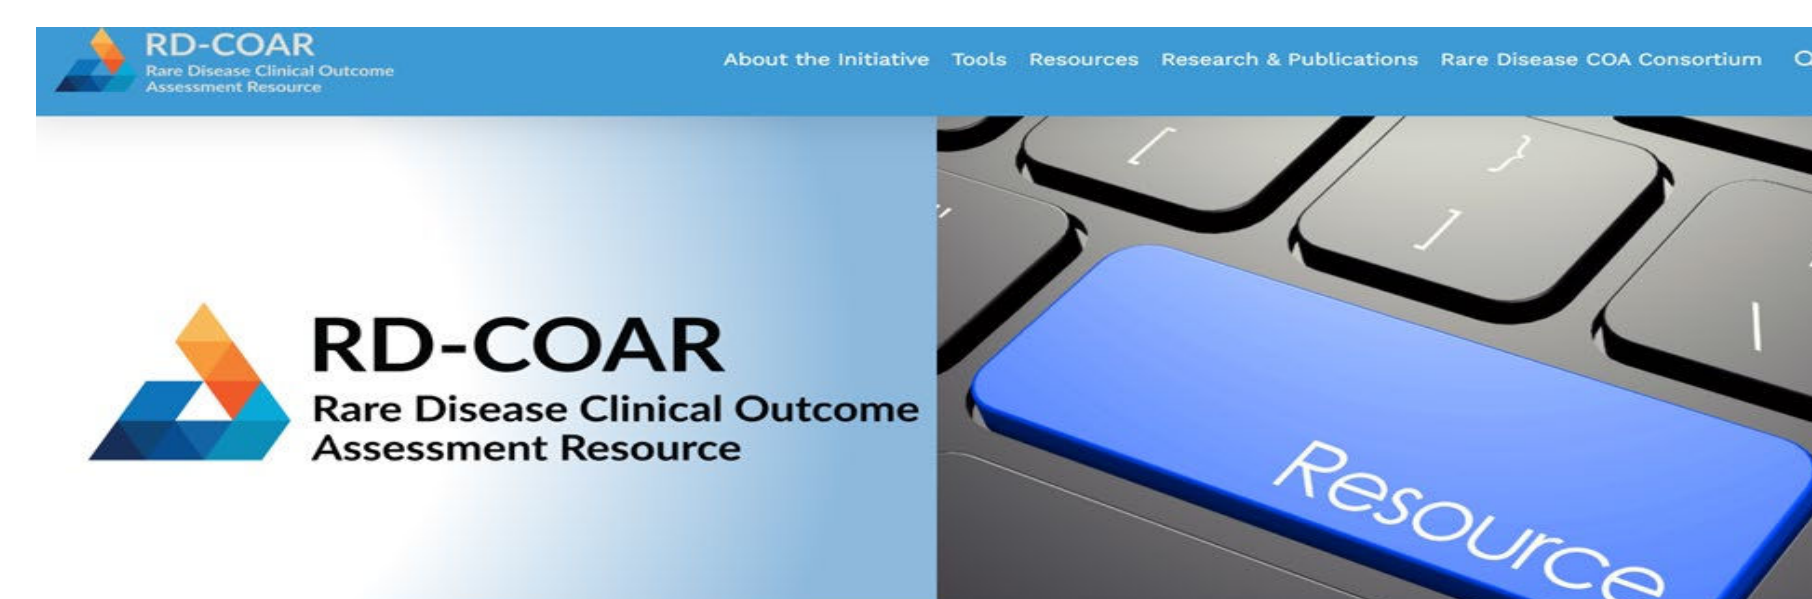 RD-COAR
Rare Disease Clinical Outcome
Assessment Resource
About the Initiative Tools Resources Research & Publications Rare Disease COA Consortium
RD-COAR
Rare Disease Clinical Outcome
Assessment Resource
[
}
]
"
\
Resource